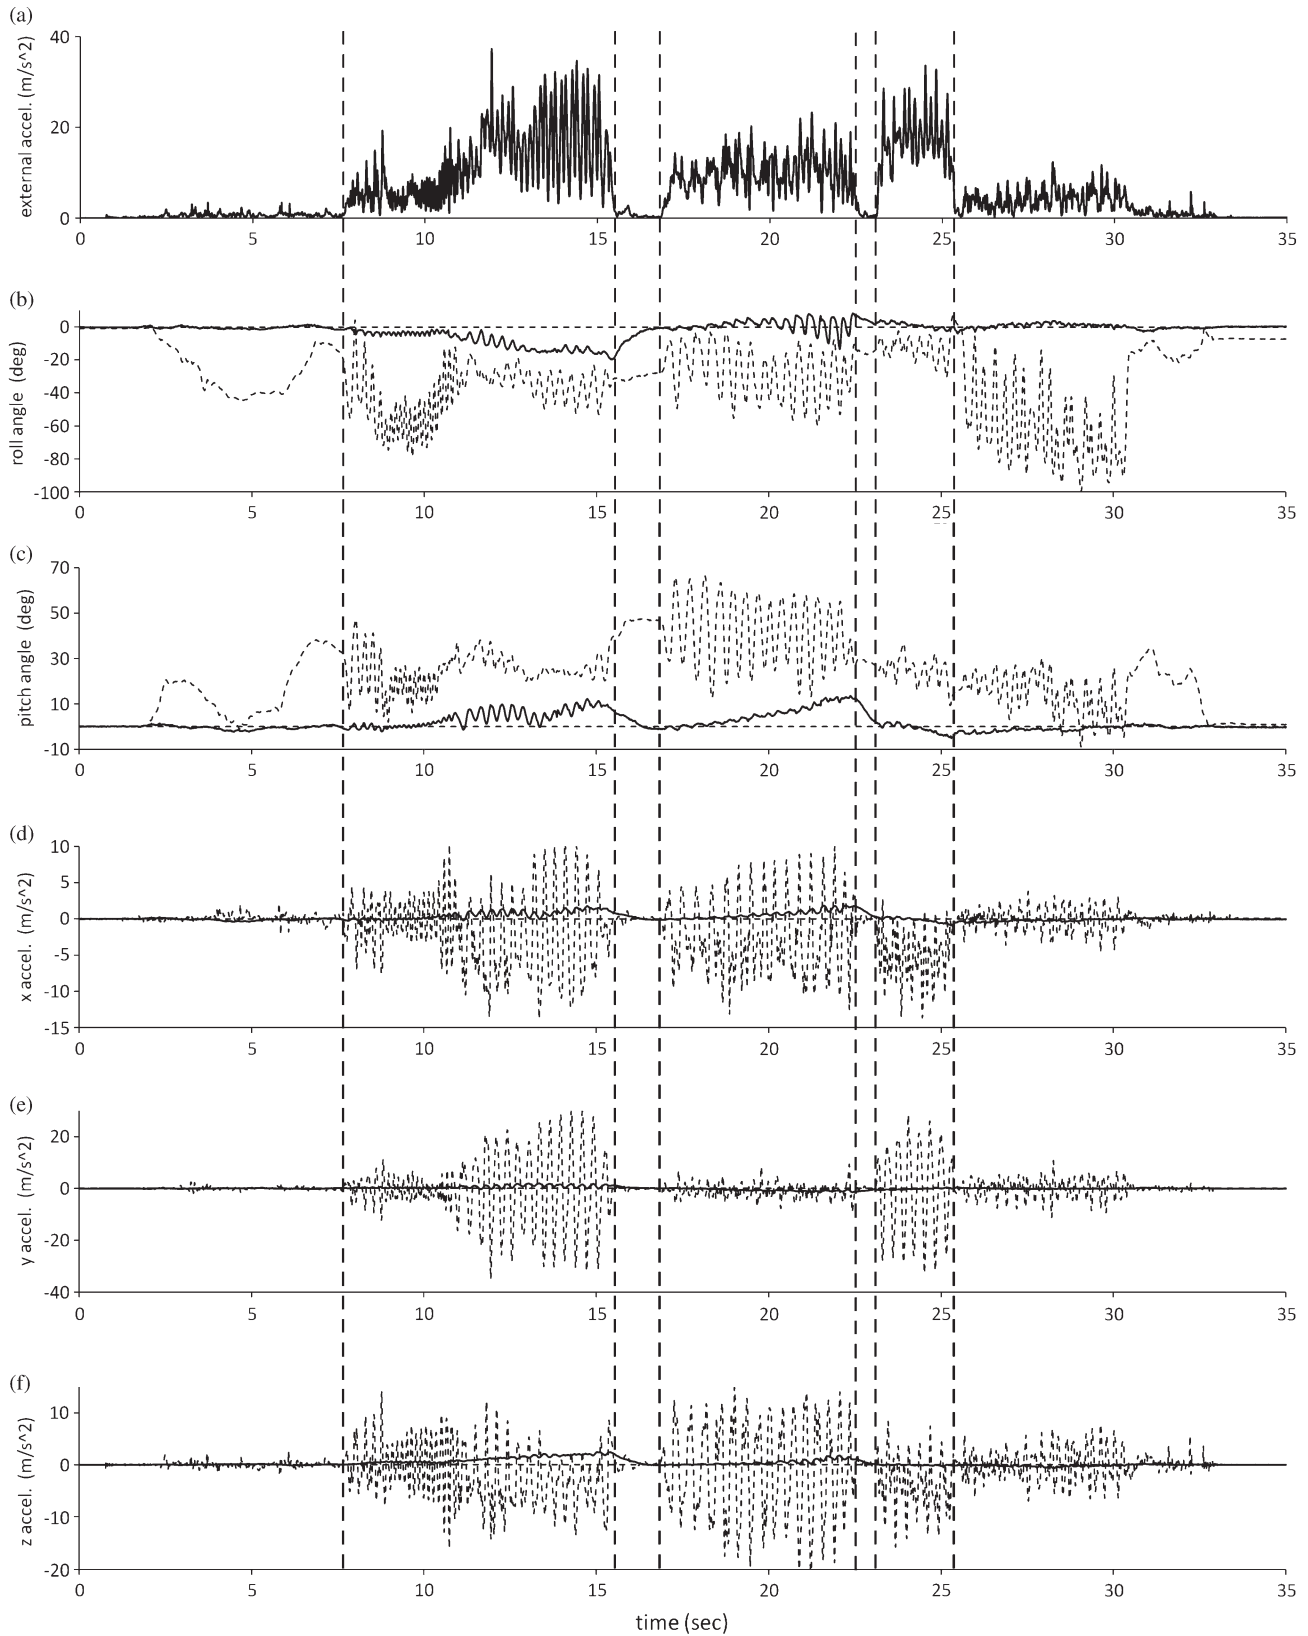 (a)
external accel. (m/s^2)
40
20
0
0 5 10 15 20 25 30 35
(b)
roll angle (deg)
0
-20
-40
-60
-80
-100
0 5 10 15 20 25 30 35
(c)
pitch angle (deg)
70
50
30
10
-10
0 5 10 15 20 25 30 35
(d)
x accel. (m/s^2)
10
5
0
-5
-10
-15
0 5 10 15 20 25 30 35
(e)
y accel. (m/s^2)
20
0
-20
-40
0 5 10 15 20 25 30 35
(f)
z accel. (m/s^2)
10
0
-10
-20
0 5 10 15 20 25 30 35
time (sec)